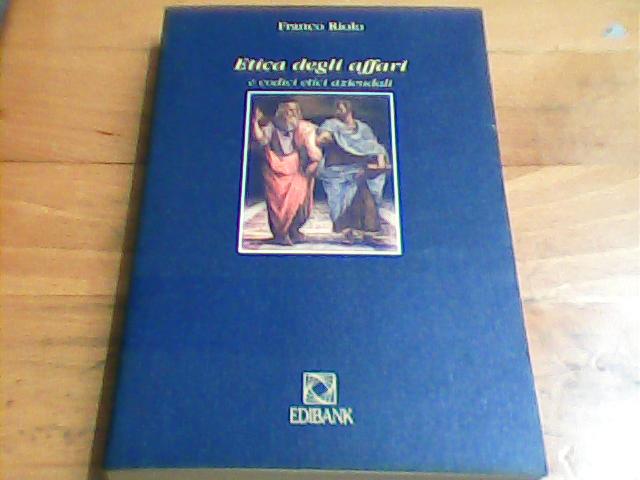 Franco Riolo
Etica degli affari
e codici etici aziendali
EDIBANK